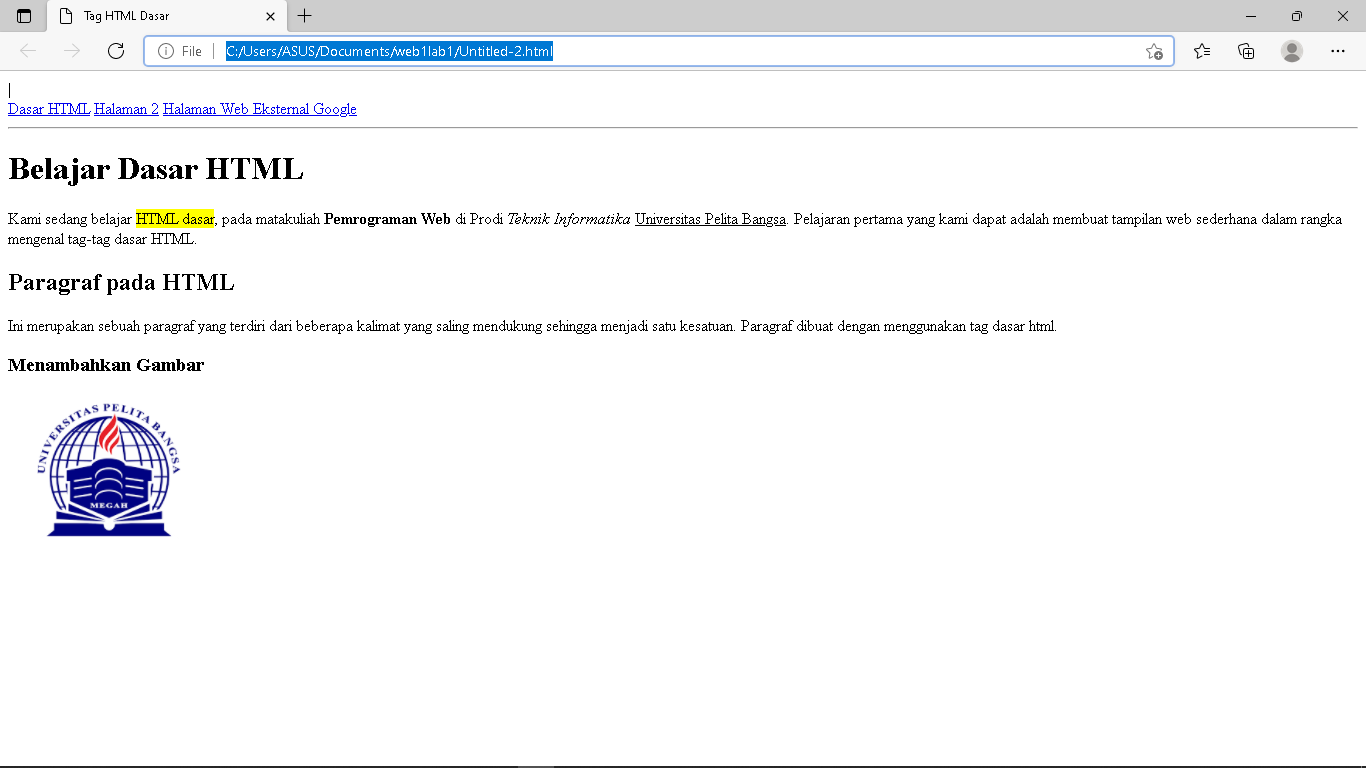 Tag HTML Dasar
File
C:/Users/ASUS/Documents/web1lab1/Untitled-2.html
|
Dasar HTML Halaman 2 Halaman Web Eksternal Google
Belajar Dasar HTML
Kami sedang belajar HTML dasar, pada matakuliah Pemrograman Web di Prodi Teknik Informatika Universitas Pelita Bangsa. Pelajaran pertama yang kami dapat adalah membuat tampilan web sederhana dalam rangka
mengenal tag-tag dasar HTML.
Paragraf pada HTML
Ini merupakan sebuah paragraf yang terdiri dari beberapa kalimat yang saling mendukung sehingga menjadi satu kesatuan. Paragraf dibuat dengan menggunakan tag dasar html.
Menambahkan Gambar
UNIVERSITAS PELITA BANGSA
MEGAH